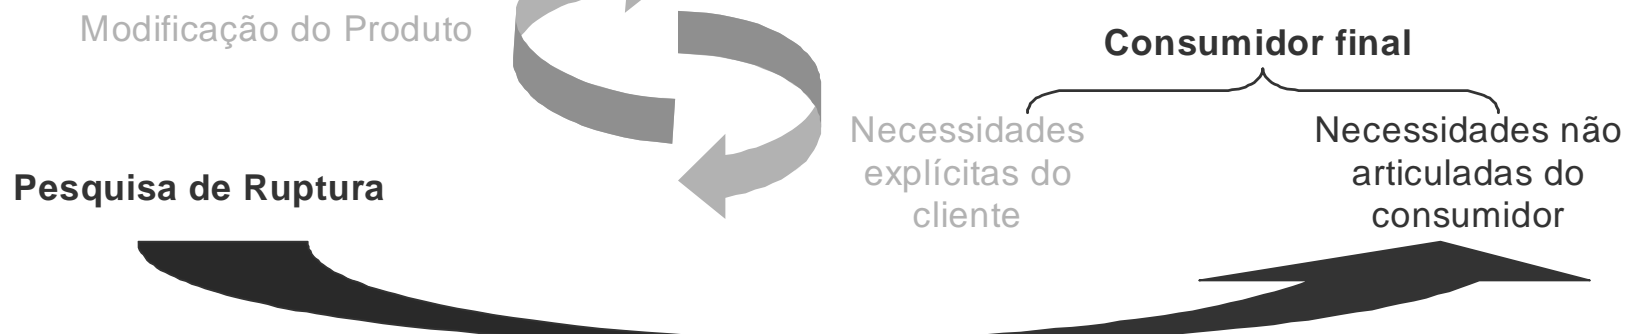 Modificação do Produto
Consumidor final
Necessidades
explícitas do
cliente
Necessidades não
articuladas do
consumidor
Pesquisa de Ruptura